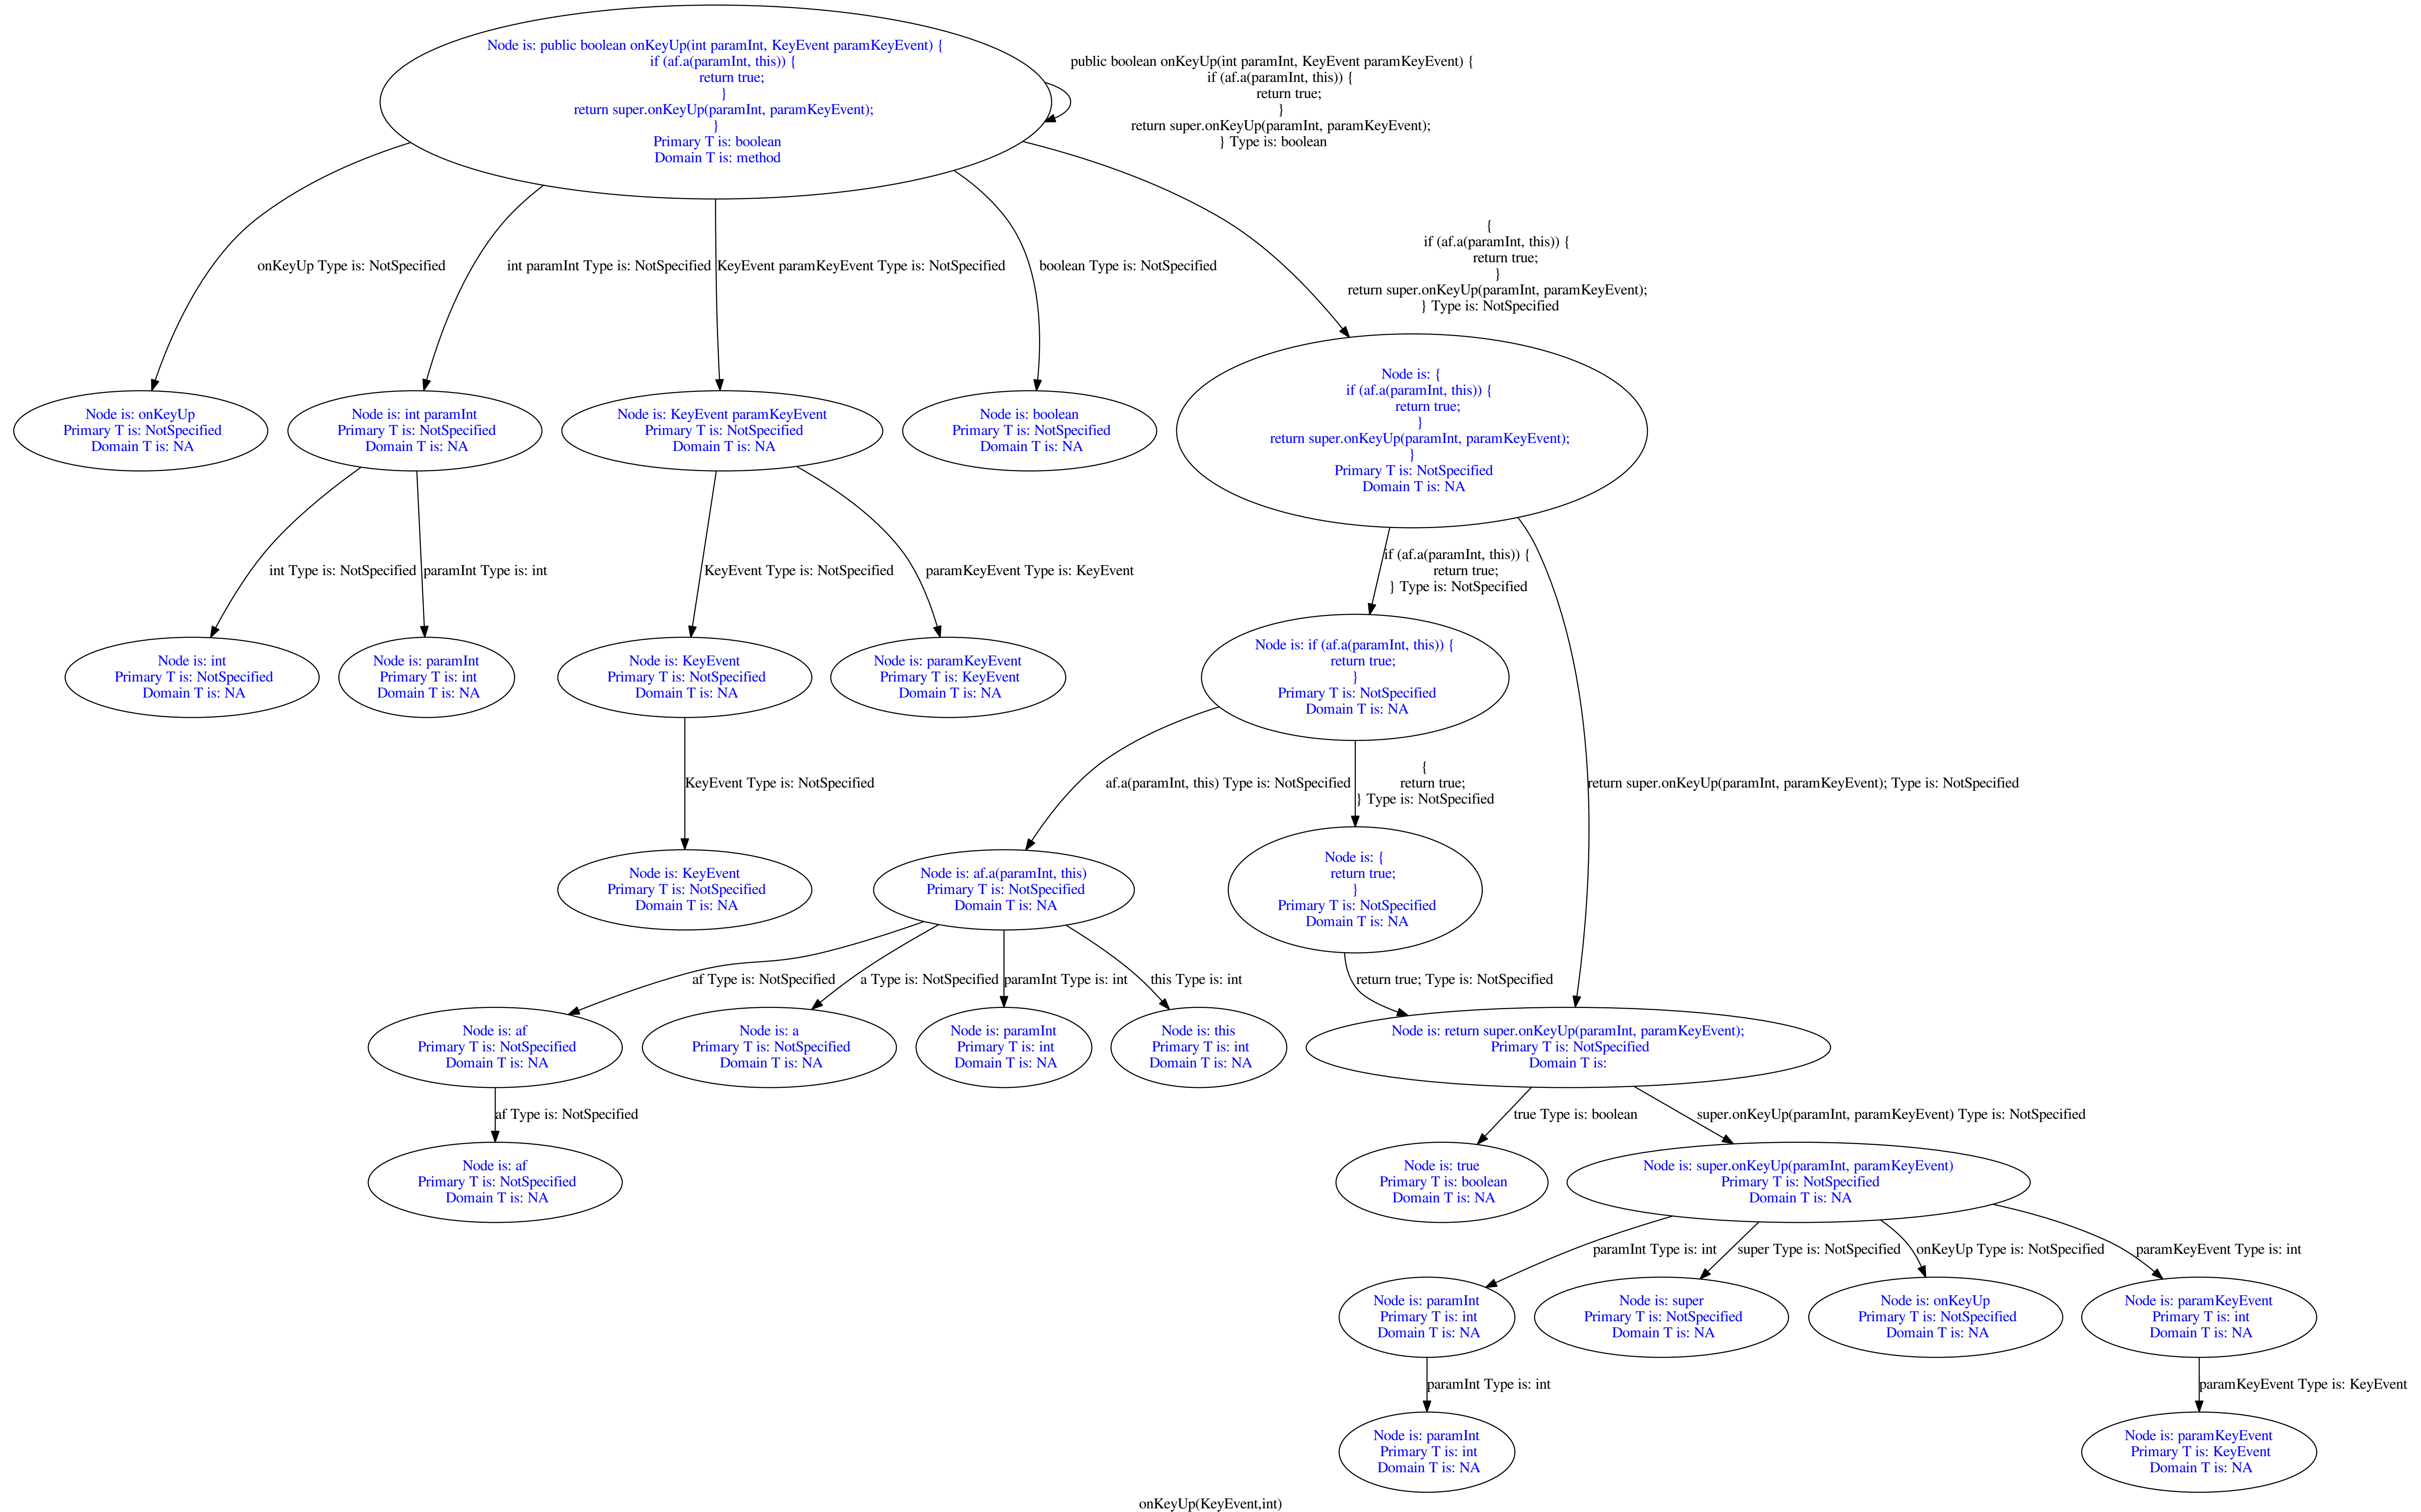 Node is: public boolean onKeyUp(int paramInt, KeyEvent paramKeyEvent) {
if (af.a(paramInt, this)) {
return true;
}
return super.onKeyUp(paramInt, paramKeyEvent);
}
Primary T is: boolean
Domain T is: method
public boolean onKeyUp(int paramInt, KeyEvent paramKeyEvent) {
if (af.a(paramInt, this)) {
return true;
}
return super.onKeyUp(paramInt, paramKeyEvent);
} Type is: boolean
onKeyUp Type is: NotSpecified
int paramInt Type is: NotSpecified
KeyEvent paramKeyEvent Type is: NotSpecified
boolean Type is: NotSpecified
{
if (af.a(paramInt, this)) {
return true;
}
return super.onKeyUp(paramInt, paramKeyEvent);
} Type is: NotSpecified
Node is: onKeyUp
Primary T is: NotSpecified
Domain T is: NA
Node is: int paramInt
Primary T is: NotSpecified
Domain T is: NA
Node is: KeyEvent paramKeyEvent
Primary T is: NotSpecified
Domain T is: NA
Node is: boolean
Primary T is: NotSpecified
Domain T is: NA
Node is: {
if (af.a(paramInt, this)) {
return true;
}
return super.onKeyUp(paramInt, paramKeyEvent);
}
Primary T is: NotSpecified
Domain T is: NA
int Type is: NotSpecified
paramInt Type is: int
KeyEvent Type is: NotSpecified
paramKeyEvent Type is: KeyEvent
if (af.a(paramInt, this)) {
return true;
} Type is: NotSpecified
Node is: int
Primary T is: NotSpecified
Domain T is: NA
Node is: paramInt
Primary T is: int
Domain T is: NA
Node is: KeyEvent
Primary T is: NotSpecified
Domain T is: NA
Node is: paramKeyEvent
Primary T is: KeyEvent
Domain T is: NA
Node is: if (af.a(paramInt, this)) {
return true;
}
Primary T is: NotSpecified
Domain T is: NA
KeyEvent Type is: NotSpecified
af.a(paramInt, this) Type is: NotSpecified
{
return true;
} Type is: NotSpecified
return super.onKeyUp(paramInt, paramKeyEvent); Type is: NotSpecified
Node is: KeyEvent
Primary T is: NotSpecified
Domain T is: NA
Node is: af.a(paramInt, this)
Primary T is: NotSpecified
Domain T is: NA
Node is: {
return true;
}
Primary T is: NotSpecified
Domain T is: NA
af Type is: NotSpecified
a Type is: NotSpecified
paramInt Type is: int
this Type is: int
return true; Type is: NotSpecified
Node is: af
Primary T is: NotSpecified
Domain T is: NA
Node is: a
Primary T is: NotSpecified
Domain T is: NA
Node is: paramInt
Primary T is: int
Domain T is: NA
Node is: this
Primary T is: int
Domain T is: NA
Node is: return super.onKeyUp(paramInt, paramKeyEvent);
Primary T is: NotSpecified
Domain T is:
af Type is: NotSpecified
true Type is: boolean
super.onKeyUp(paramInt, paramKeyEvent) Type is: NotSpecified
Node is: af
Primary T is: NotSpecified
Domain T is: NA
Node is: true
Primary T is: boolean
Domain T is: NA
Node is: super.onKeyUp(paramInt, paramKeyEvent)
Primary T is: NotSpecified
Domain T is: NA
paramInt Type is: int
super Type is: NotSpecified
onKeyUp Type is: NotSpecified
paramKeyEvent Type is: int
Node is: paramInt
Primary T is: int
Domain T is: NA
Node is: super
Primary T is: NotSpecified
Domain T is: NA
Node is: onKeyUp
Primary T is: NotSpecified
Domain T is: NA
Node is: paramKeyEvent
Primary T is: int
Domain T is: NA
paramInt Type is: int
paramKeyEvent Type is: KeyEvent
Node is: paramInt
Primary T is: int
Domain T is: NA
Node is: paramKeyEvent
Primary T is: KeyEvent
Domain T is: NA
onKeyUp(KeyEvent,int)